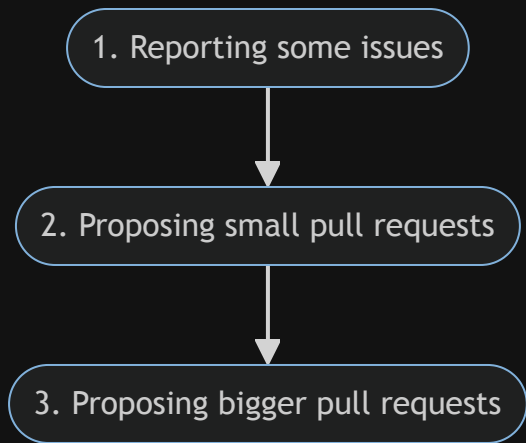 1. Reporting some issues
2. Proposing small pull requests
3. Proposing bigger pull requests